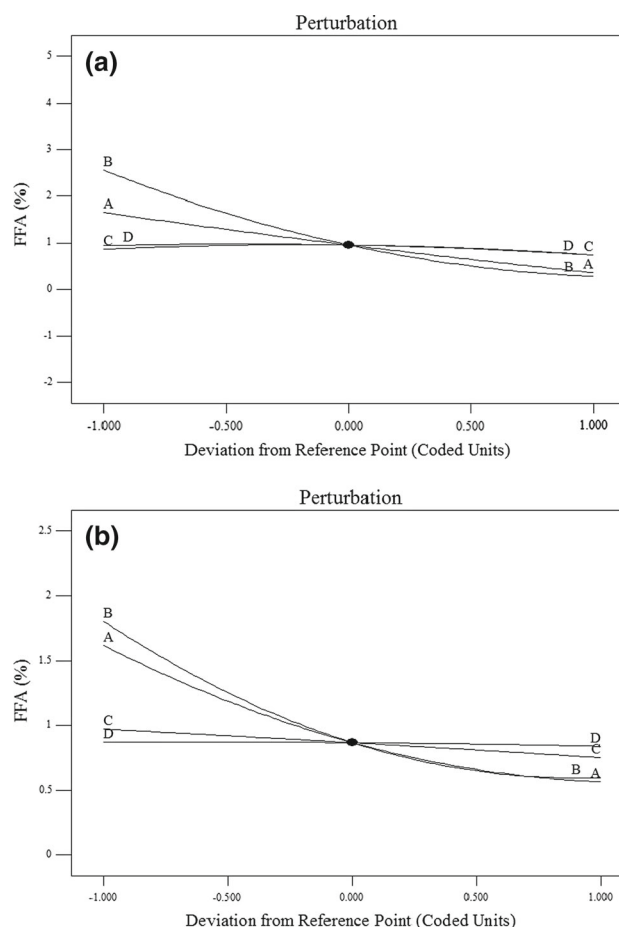 Perturbation
(a)
5
4
3
2
1
0
-1
-2
FFA (%)
B
A
C D
D C
B A
-1.000 -0.500 0.000 0.500 1.000
Deviation from Reference Point (Coded Units)
Perturbation
(b)
2.5
2
1.5
1
0.5
0
FFA (%)
B
A
C
D
D
C
B A
-1.000 -0.500 0.000 0.500 1.000
Deviation from Reference Point (Coded Units)